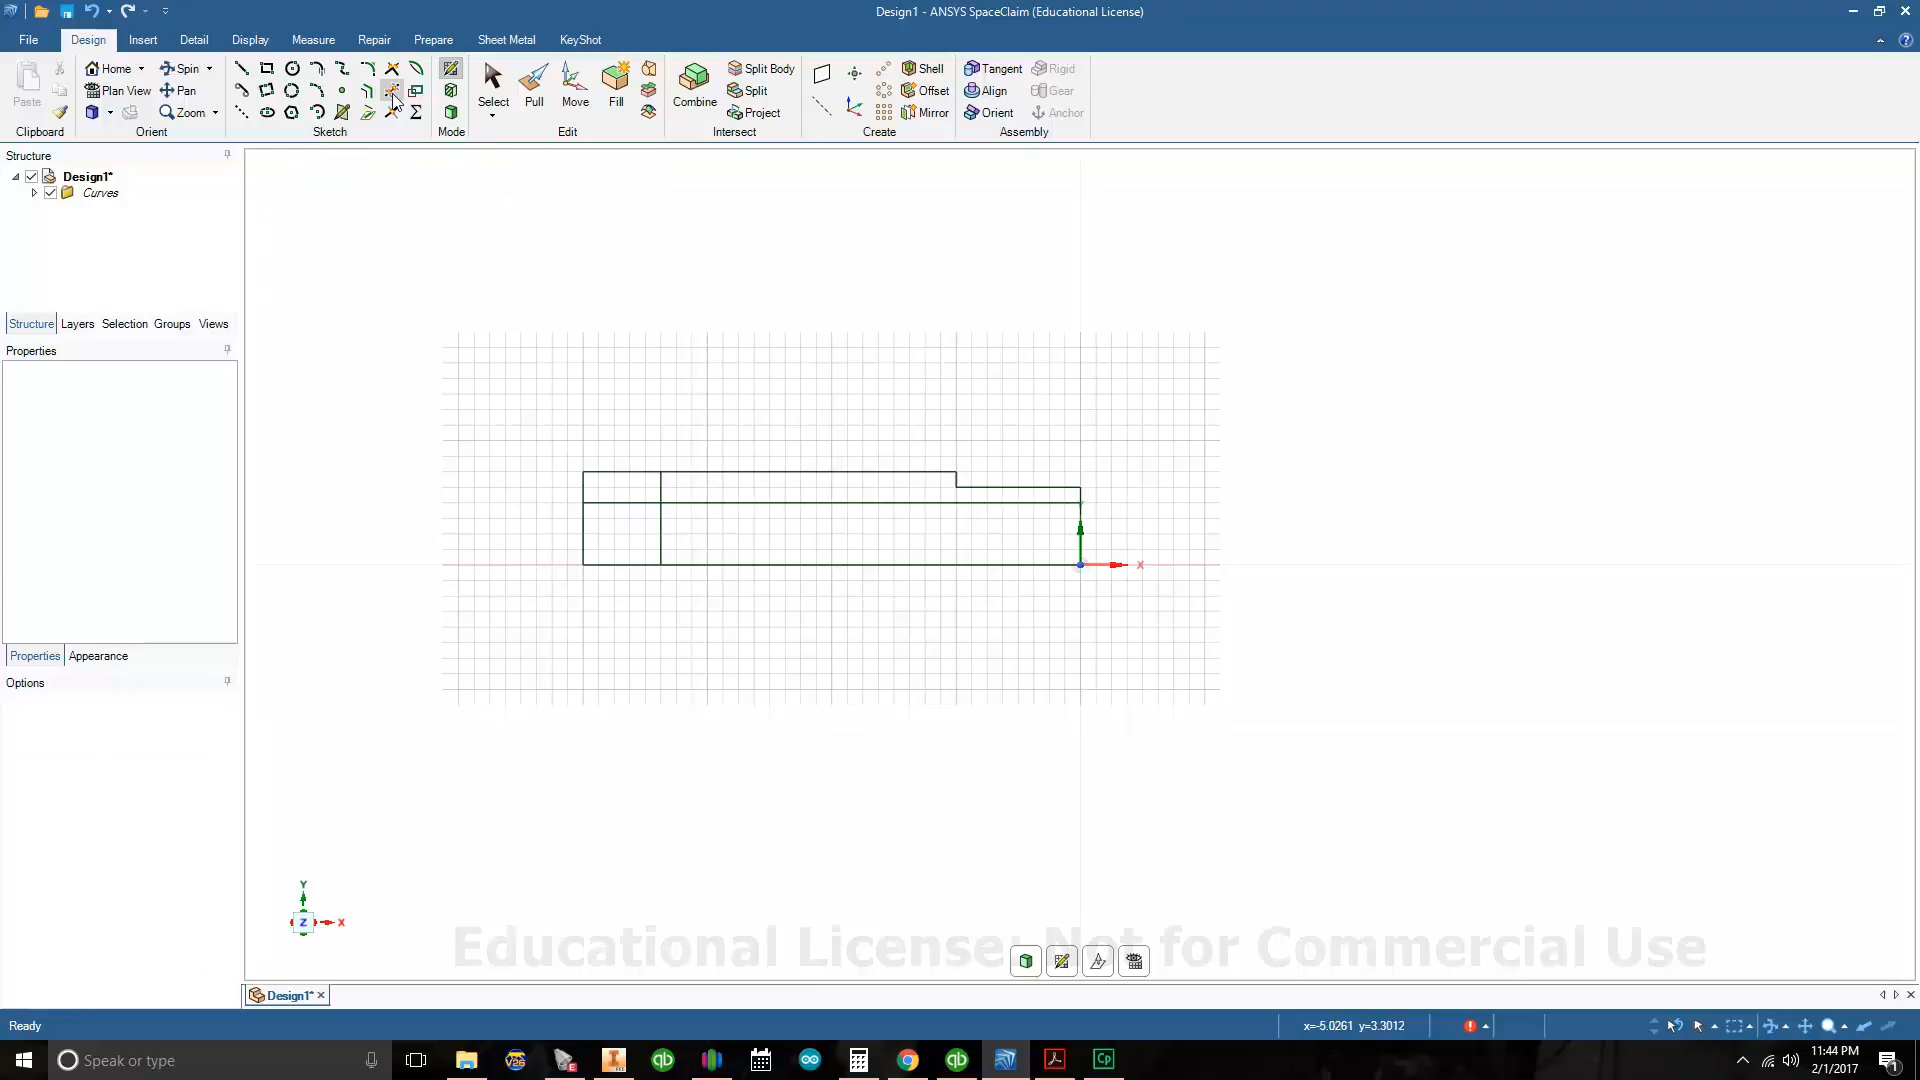 Design1 - ANSYS SpaceClaim (Educational License)
File Design Insert Detail Display Measure Repair Prepare Sheet Metal KeyShot
Paste
Home
Plan View
Spin
Pan
Zoom
Select
Pull
Move
Fill
Combine
Split Body
Split
Project
Shell
Offset
Mirror
Tangent
Align
Orient
Rigid
Gear
Anchor
Clipboard Orient Sketch Mode Edit Intersect Create Assembly
Structure
Design1*
Curves
Structure Layers Selection Groups Views
Properties
Properties Appearance
Options
X
Y
Z
X
Educational License: Not for Commercial Use
Design1*
Ready
x=-5.0261 y=3.3012
Speak or type
11:44 PM
2/1/2017